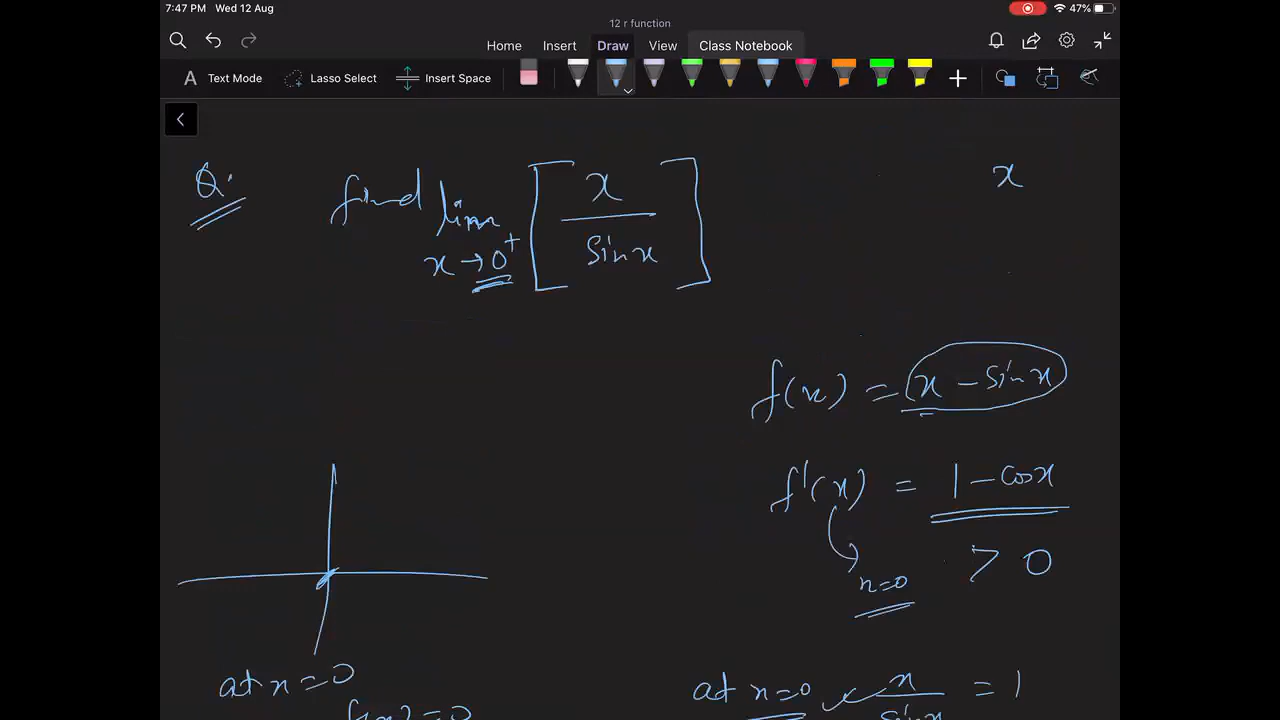 7:47 PM Wed 12 Aug
47%
12 r function
Home Insert Draw View Class Notebook
Text Mode Lasso Select Insert Space
Q.
find lim x→0⁺ [x / sin x]
x
f(x) = x - sin x
f'(x) = 1 - cos x
x=0 > 0
at x=0
f(x) = 0
at x=0 x / sin x = 1